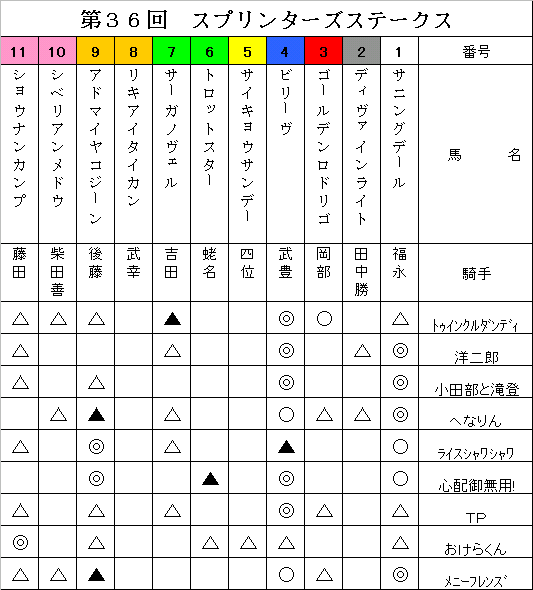 第３６回　スプリンターズステークス
11 10 9 8 7 6 5 4 3 2 1 番号
ショウナンカンプ シベリアンメドウ アドマイヤコジーン リキアイタイカン サーガノヴェル トロットスター サイキョウサンデー ビリーヴ ゴールデンロドリゴ ディヴァインライト サニングデール 馬　名
藤田 柴田善 後藤 武幸 吉田 蛯名 四位 武豊 岡部 田中勝 福永 騎手
△ △ △ ▲ ◎ ○ △ ﾄｩｲﾝｸﾙﾀﾞﾝﾃﾞｨ
△ △ ◎ △ ◎ 洋二郎
△ △ ◎ ◎ 小田部と滝登
△ ▲ △ ○ △ △ ◎ へなりん
△ ◎ △ ▲ ○ ﾗｲｽｼｬﾜｼｬﾜ
◎ ▲ ◎ ○ 心配御無用!
△ △ △ ◎ △ △ ＴＰ
◎ △ △ △ △ △ おけらくん
△ △ ▲ ○ △ ◎ ﾒﾆｰﾌﾚﾝｽﾞ